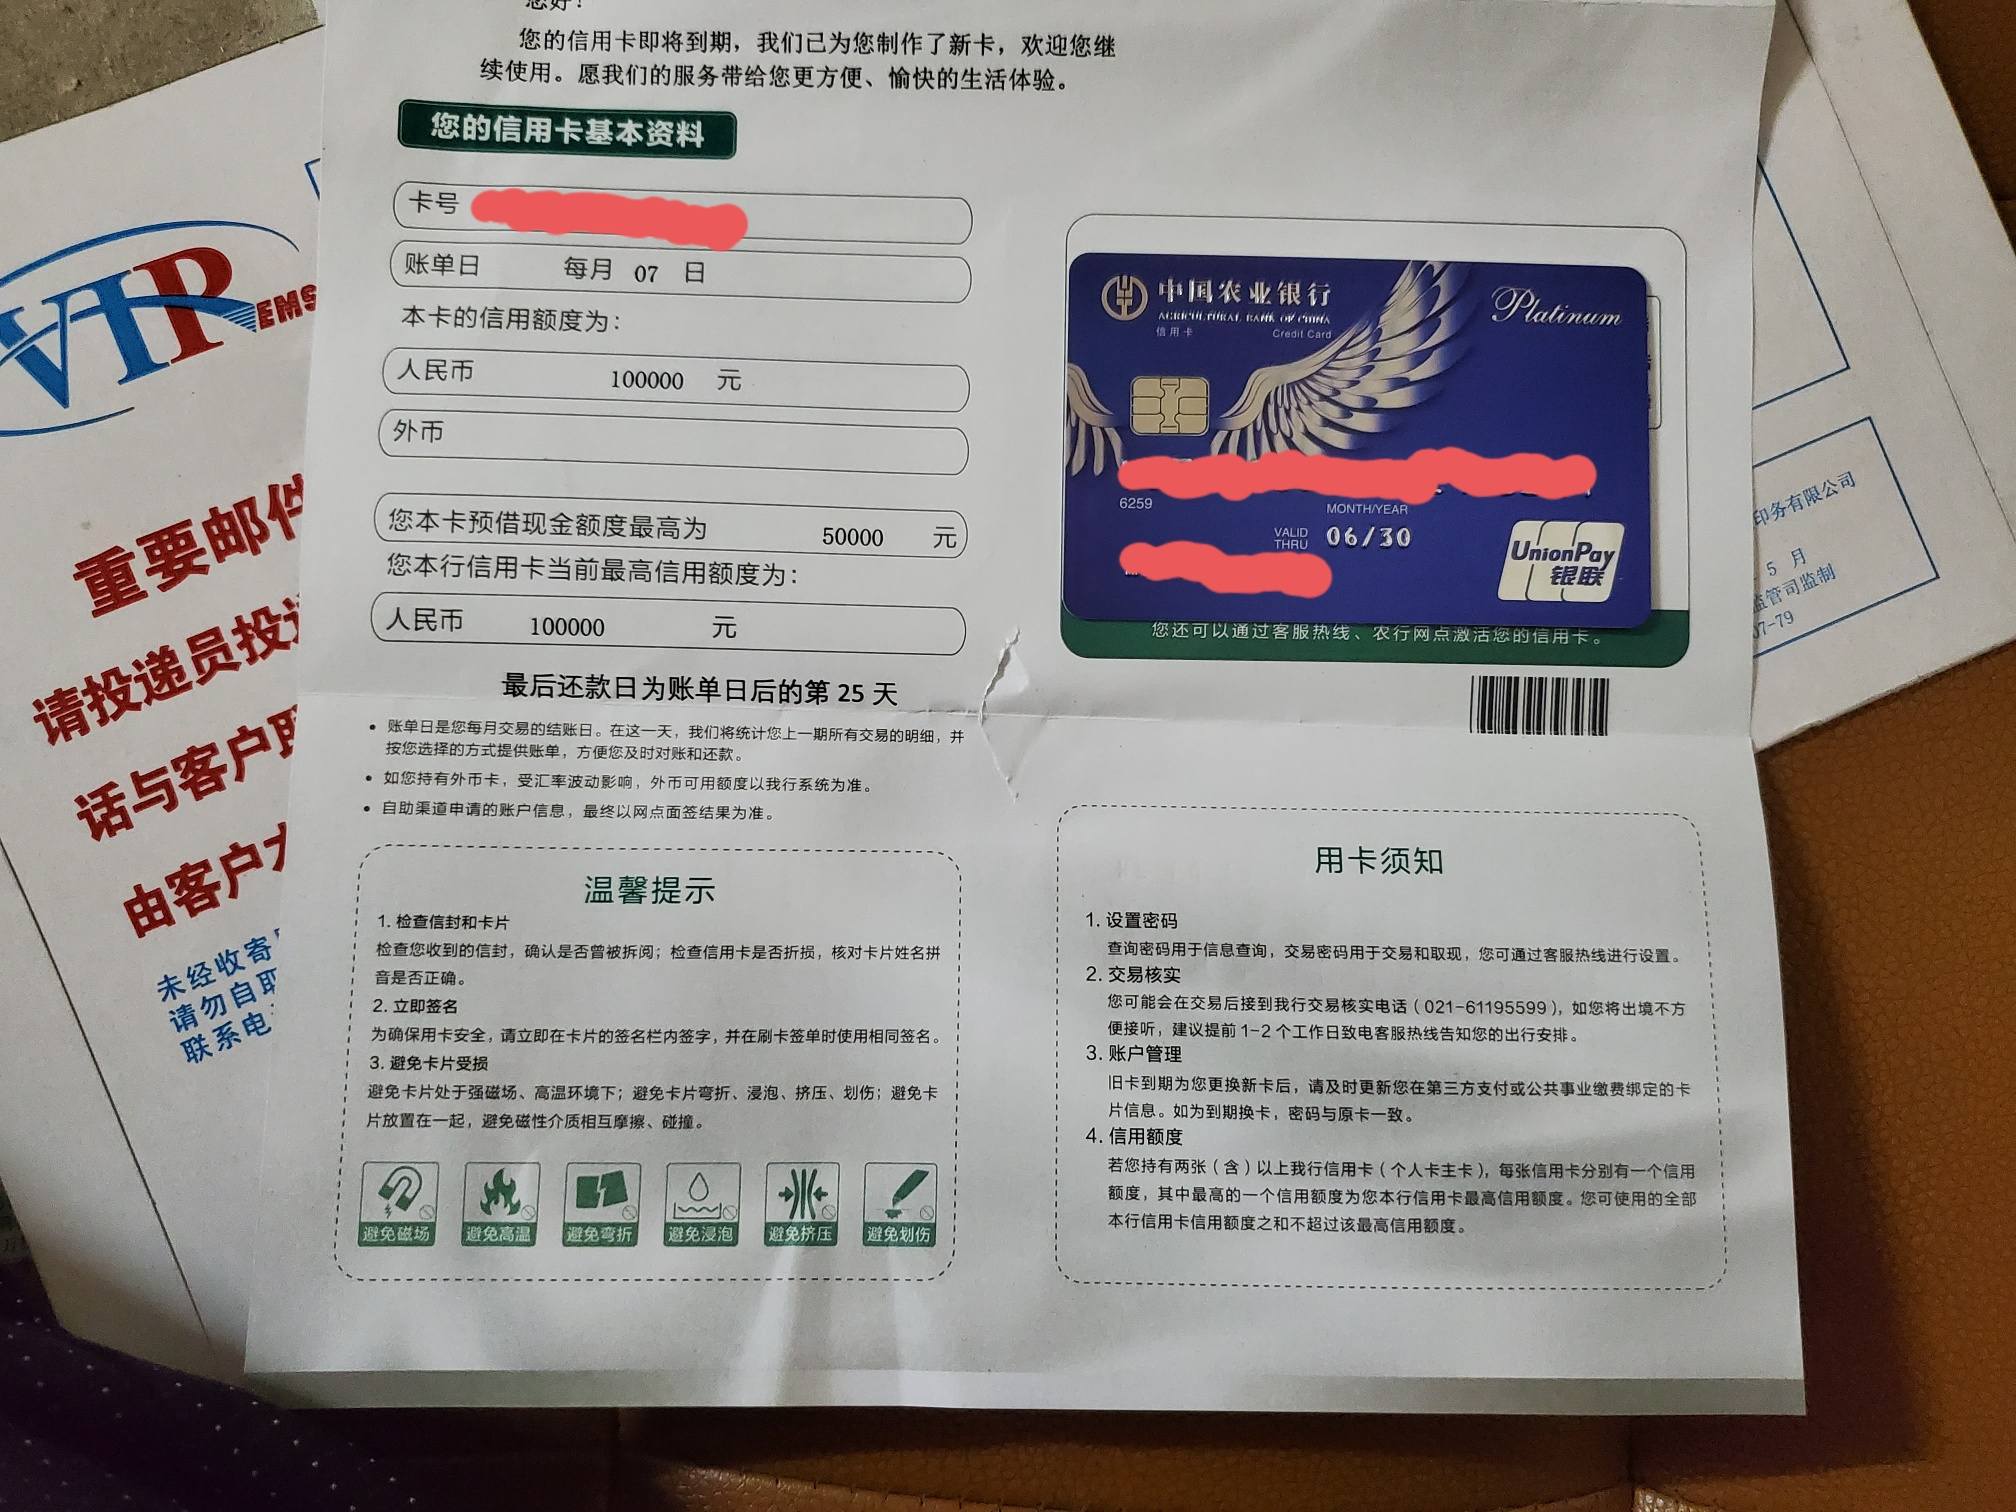 您好！
您的信用卡即将到期，我们已为您制作了新卡，欢迎您继
续使用。愿我们的服务带给您更方便、愉快的生活体验。
您的信用卡基本资料
卡号
账单日 每月 07 日
本卡的信用额度为：
人民币 100000 元
外币
您本卡预借现金额度最高为 50000 元
您本行信用卡当前最高信用额度为：
人民币 100000 元
最后还款日为账单日后的第 25 天
• 账单日是您每月交易的结账日。在这一天，我们将统计您上一期所有交易的明细，并
按您选择的方式提供账单，方便您及时对账和还款。
• 如您持有外币卡，受汇率波动影响，外币可用额度以我行系统为准。
• 自助渠道申请的账户信息，最终以网点面签结果为准。
中国农业银行
AGRICULTURAL BANK OF CHINA
信用卡 Credit Card
Platinum
6259
MONTH/YEAR
VALID THRU 06/30
UnionPay
银联
您还可以通过客服热线、农行网点激活您的信用卡。
温馨提示
1. 检查信封和卡片
检查您收到的信封，确认是否曾被拆阅；检查信用卡是否折损，核对卡片姓名拼
音是否正确。
2. 立即签名
为确保用卡安全，请立即在卡片的签名栏内签字，并在刷卡签单时使用相同签名。
3. 避免卡片受损
避免卡片处于强磁场、高温环境下；避免卡片弯折、浸泡、挤压、划伤；避免卡
片放置在一起，避免磁性介质相互摩擦、碰撞。
避免磁场
避免高温
避免弯折
避免浸泡
避免挤压
避免划伤
用卡须知
1. 设置密码
查询密码用于信息查询，交易密码用于交易和取现，您可通过客服热线进行设置。
2. 交易核实
您可能会在交易后接到我行交易核实电话（021-61195599），如您将出境不方
便接听，建议提前 1-2 个工作日致电客服热线告知您的出行安排。
3. 账户管理
旧卡到期为您更换新卡后，请及时更新您在第三方支付或公共事业缴费绑定的卡
片信息。如为到期换卡，密码与原卡一致。
4. 信用额度
若您持有两张（含）以上我行信用卡（个人卡主卡），每张信用卡分别有一个信用
额度，其中最高的一个信用额度为您本行信用卡最高信用额度。您可使用的全部
本行信用卡信用额度之和不超过该最高信用额度。
VIP EMS
重要邮件
请投递员投
话与客户
由客户
未经收寄
请勿自
联系电
印务有限公司
5 月
监管司监制
07-79